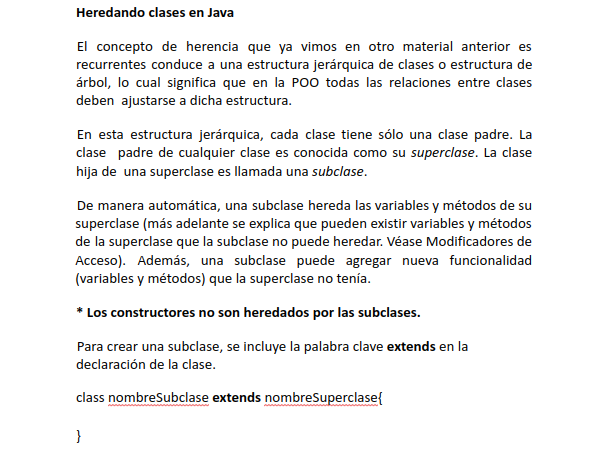 Heredando clases en Java
El concepto de herencia que ya vimos en otro material anterior es
recurrentes conduce a una estructura jerárquica de clases o estructura de
árbol, lo cual significa que en la POO todas las relaciones entre clases
deben ajustarse a dicha estructura.
En esta estructura jerárquica, cada clase tiene sólo una clase padre. La
clase padre de cualquier clase es conocida como su superclase. La clase
hija de una superclase es llamada una subclase.
De manera automática, una subclase hereda las variables y métodos de su
superclase (más adelante se explica que pueden existir variables y métodos
de la superclase que la subclase no puede heredar. Véase Modificadores de
Acceso). Además, una subclase puede agregar nueva funcionalidad
(variables y métodos) que la superclase no tenía.
* Los constructores no son heredados por las subclases.
Para crear una subclase, se incluye la palabra clave extends en la
declaración de la clase.
class nombreSubclase extends nombreSuperclase{
}